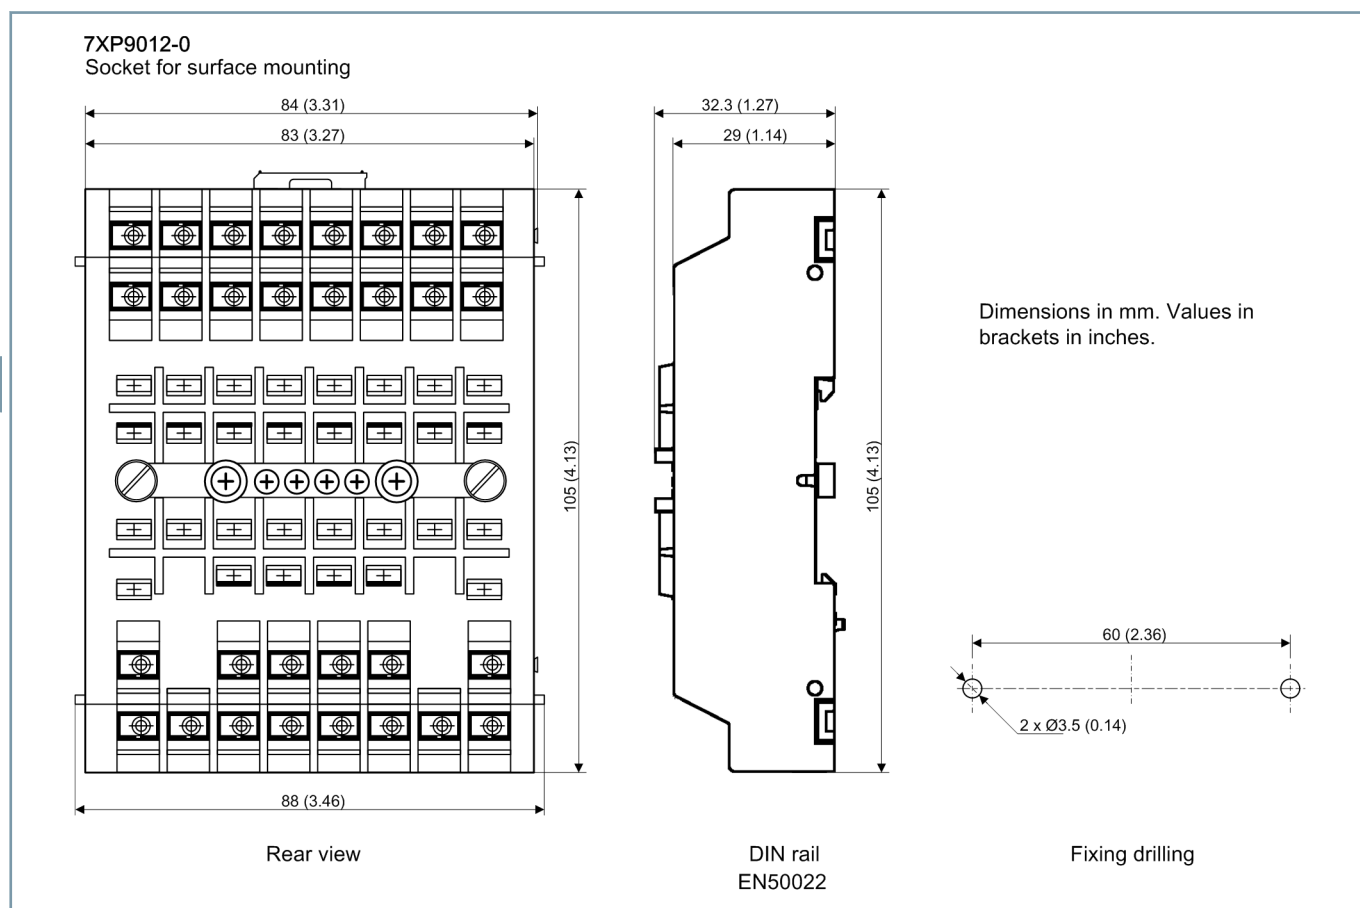 7XP9012-0
Socket for surface mounting
84 (3.31)
83 (3.27)
32.3 (1.27)
29 (1.14)
105 (4.13)
105 (4.13)
Dimensions in mm. Values in
brackets in inches.
60 (2.36)
2 x Ø3.5 (0.14)
88 (3.46)
Rear view
DIN rail
EN50022
Fixing drilling